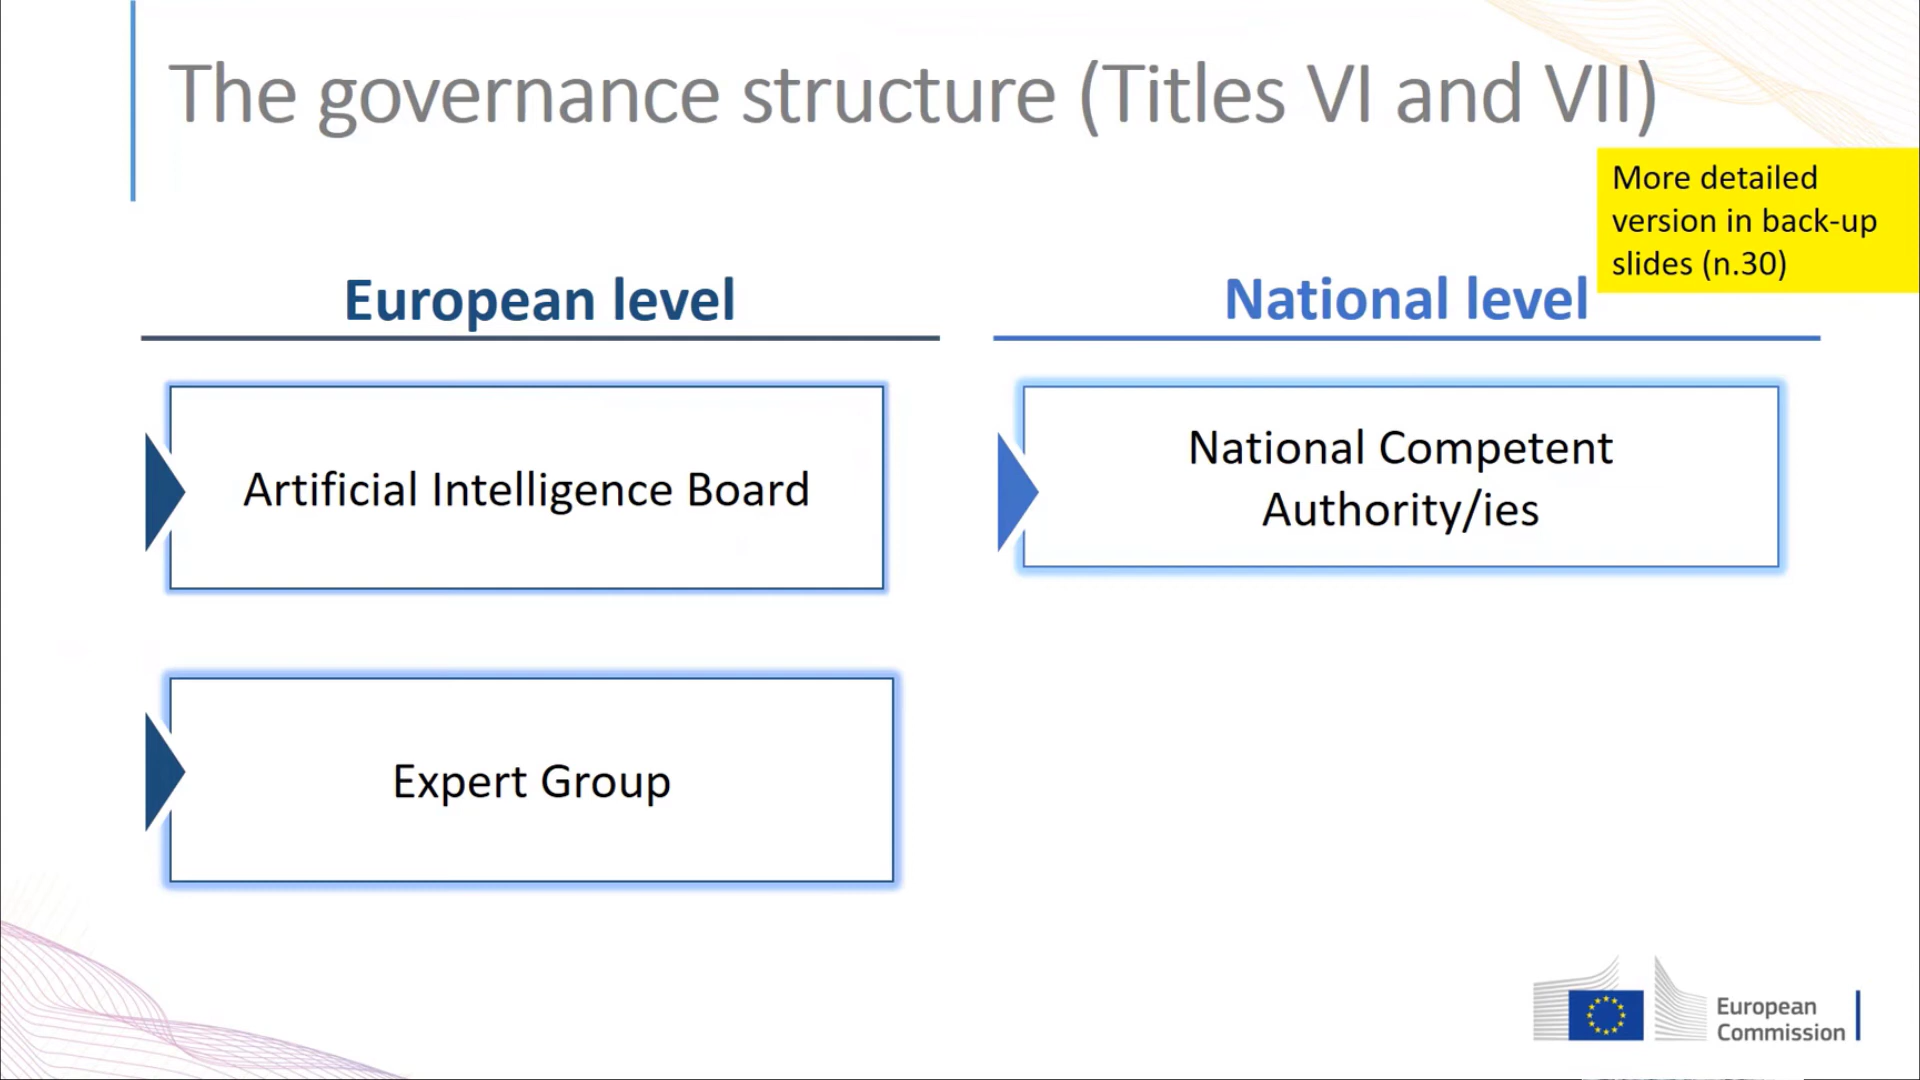 The governance structure (Titles VI and VII)
More detailed
version in back-up
slides (n.30)
European level
Artificial Intelligence Board
Expert Group
National level
National Competent
Authority/ies
European
Commission